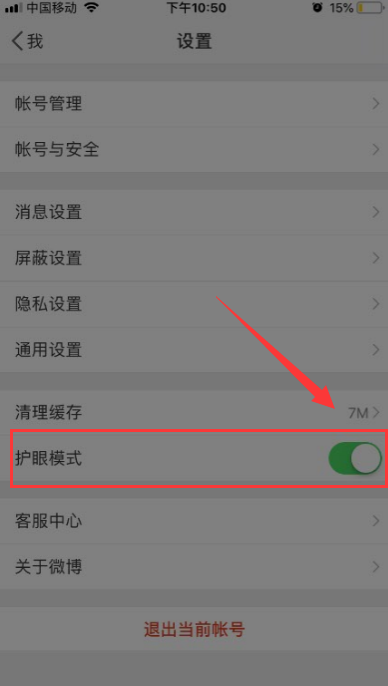 中国移动 下午10:50 15%
我 设置
帐号管理
帐号与安全
消息设置
屏蔽设置
隐私设置
通用设置
清理缓存 7M
护眼模式
客服中心
关于微博
退出当前帐号